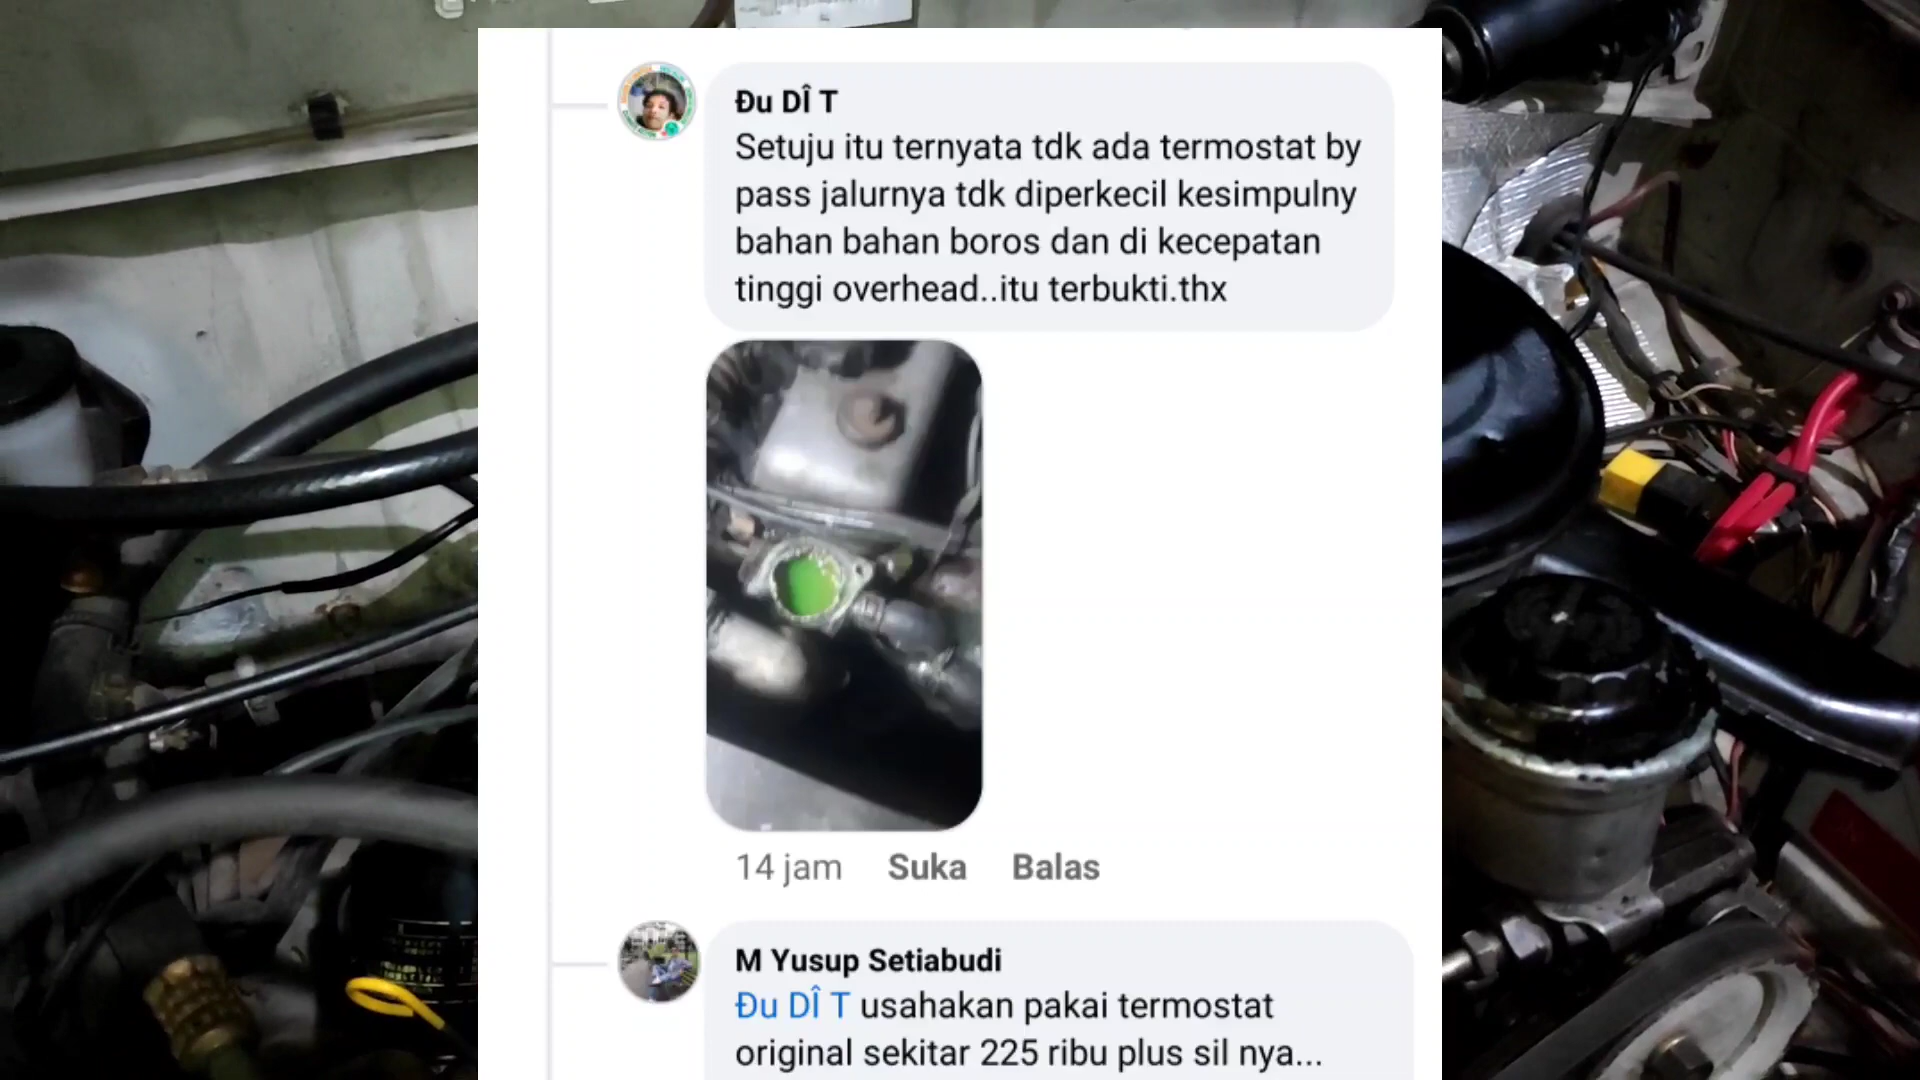 Đu DÎ T
Setuju itu ternyata tdk ada termostat by
pass jalurnya tdk diperkecil kesimpulny
bahan bahan boros dan di kecepatan
tinggi overhead..itu terbukti.thx
14 jam Suka Balas
M Yusup Setiabudi
Đu DÎ T usahakan pakai termostat
original sekitar 225 ribu plus sil nya...